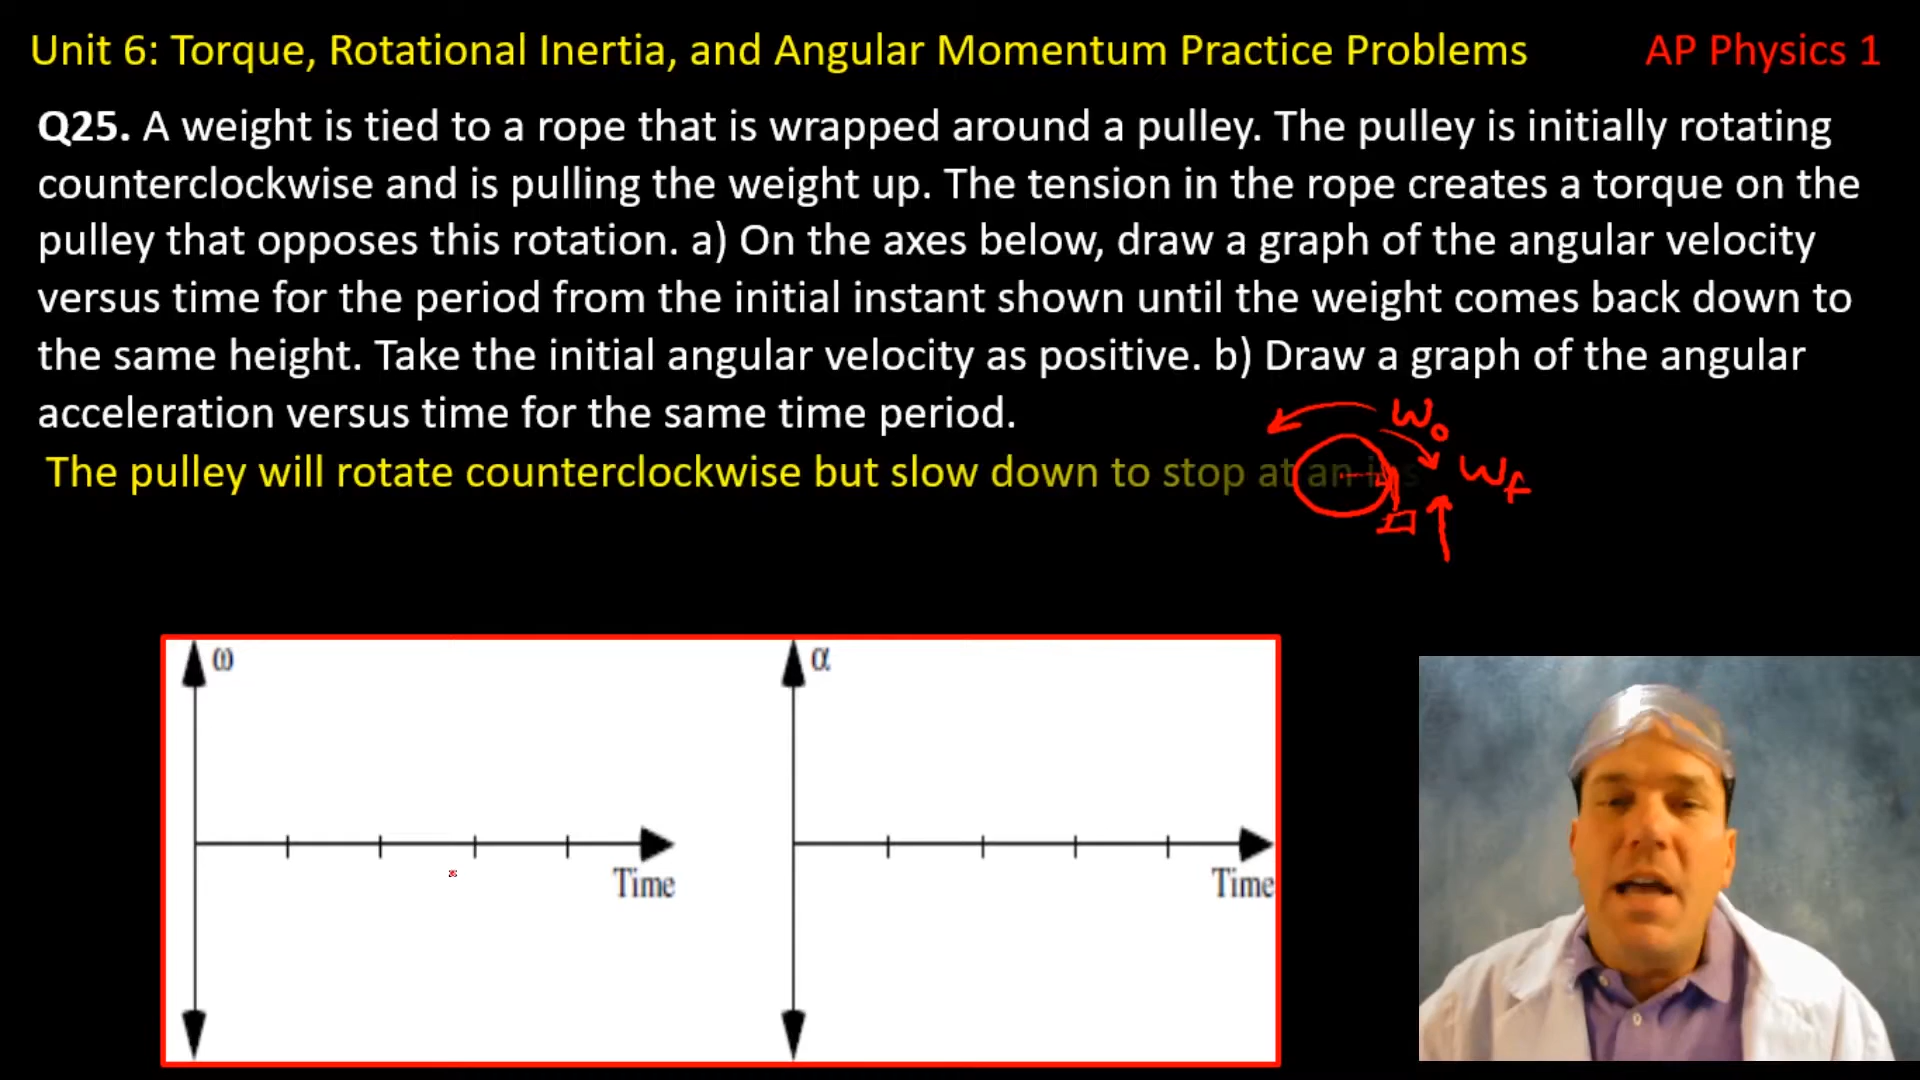 Unit 6: Torque, Rotational Inertia, and Angular Momentum Practice Problems AP Physics 1
Q25. A weight is tied to a rope that is wrapped around a pulley. The pulley is initially rotating
counterclockwise and is pulling the weight up. The tension in the rope creates a torque on the
pulley that opposes this rotation. a) On the axes below, draw a graph of the angular velocity
versus time for the period from the initial instant shown until the weight comes back down to
the same height. Take the initial angular velocity as positive. b) Draw a graph of the angular
acceleration versus time for the same time period.
ω₀
The pulley will rotate counterclockwise but slow down to stop at an
ωf
ω α
Time Time